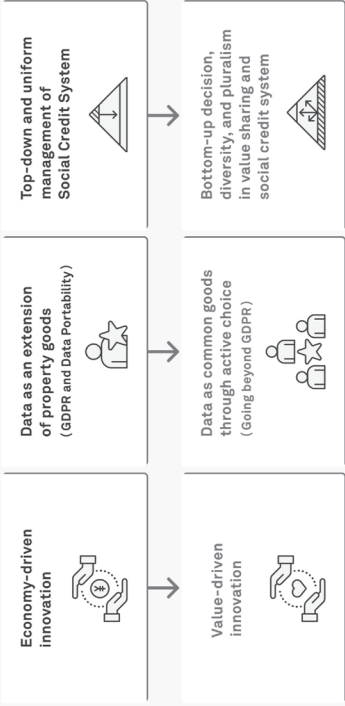 Economy-driven
innovation
Data as an extension
of property goods
(GDPR and Data Portability)
Top-down and uniform
management of
Social Credit System
Value-driven
innovation
Data as common goods
through active choice
(Going beyond GDPR)
Bottom-up decision,
diversity, and pluralism
in value sharing and
social credit system
¥